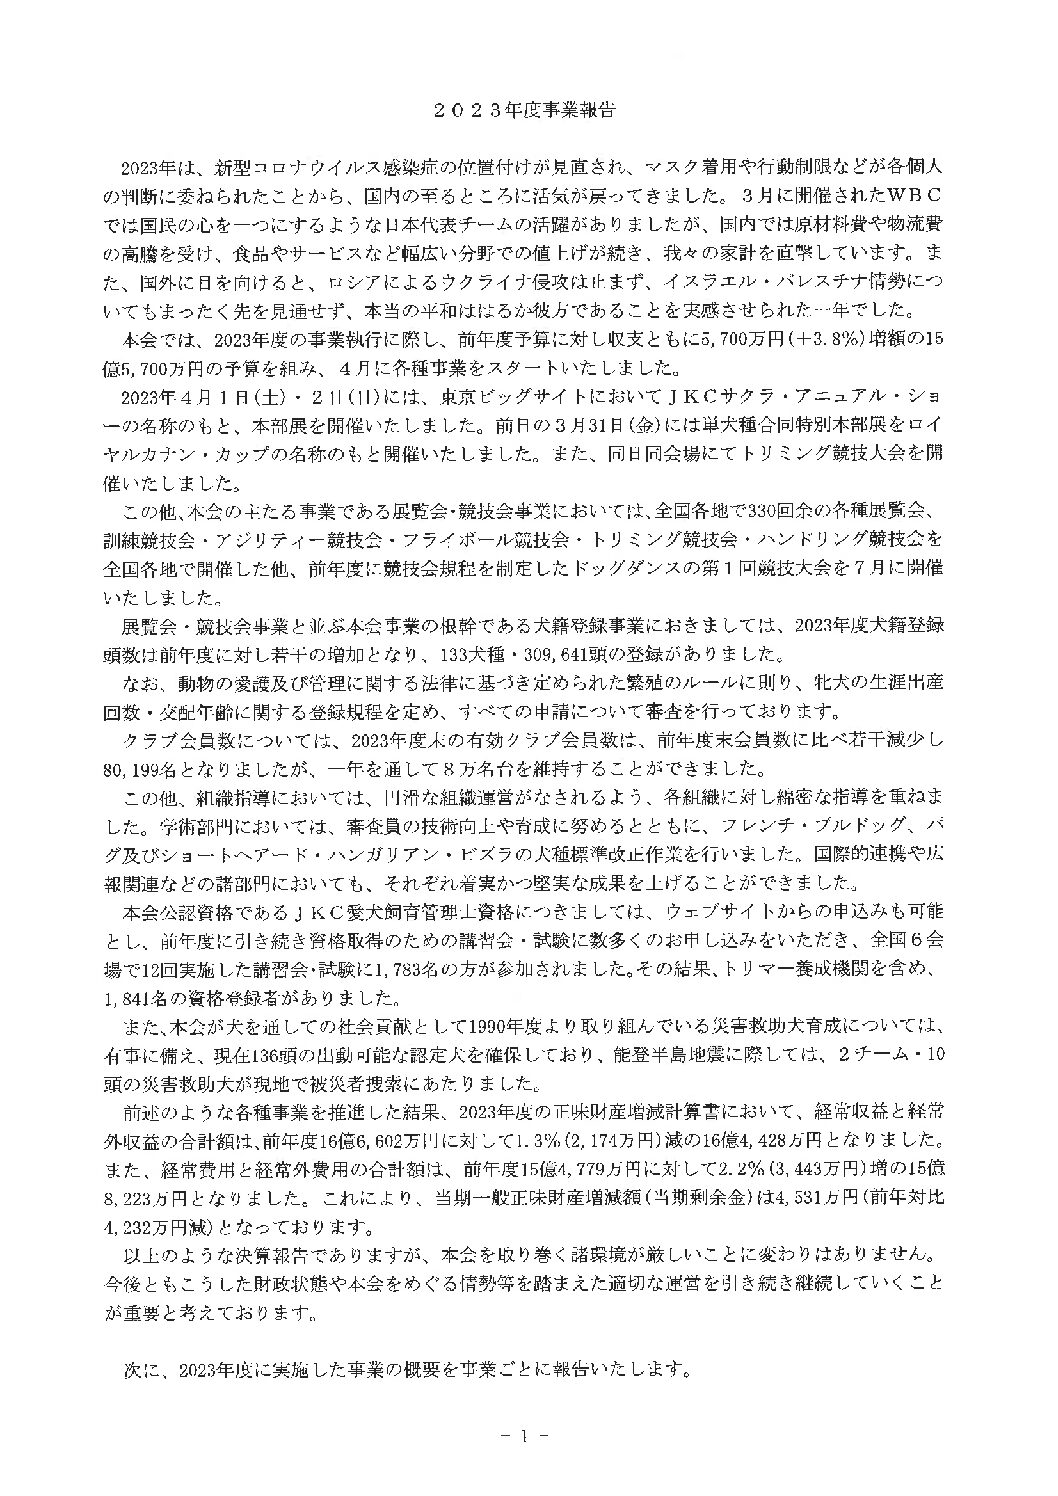 ２０２３年度事業報告
2023年は、新型コロナウイルス感染症の位置付けが見直され、マスク着用や行動制限などが各個人
の判断に委ねられたことから、国内の至るところに活気が戻ってきました。３月に開催されたＷＢＣ
では国民の心を一つにするような日本代表チームの活躍がありましたが、国内では原材料費や物流費
の高騰を受け、食品やサービスなど幅広い分野での値上げが続き、我々の家計を直撃しています。ま
た、国外に目を向けると、ロシアによるウクライナ侵攻は止まず、イスラエル・パレスチナ情勢につ
いてもまったく先を見通せず、本当の平和ははるか彼方であることを実感させられた一年でした。
本会では、2023年度の事業執行に際し、前年度予算に対し収支ともに5,700万円(＋3.8%)増額の15
億5,700万円の予算を組み、４月に各種事業をスタートいたしました。
2023年４月１日(土)・２日(日)には、東京ビッグサイトにおいてＪＫＣサクラ・アニュアル・ショ
ーの名称のもと、本部展を開催いたしました。前日の３月31日(金)には単犬種合同特別本部展をロイ
ヤルカナン・カップの名称のもと開催いたしました。また、同日同会場にてトリミング競技大会を開
催いたしました。
この他、本会の主たる事業である展覧会・競技会事業においては、全国各地で330回余の各種展覧会、
訓練競技会・アジリティー競技会・フライボール競技会・トリミング競技会・ハンドリング競技会を
全国各地で開催した他、前年度に競技会規程を制定したドッグダンスの第１回競技大会を７月に開催
いたしました。
展覧会・競技会事業と並ぶ本会事業の根幹である犬籍登録事業におきましては、2023年度犬籍登録
頭数は前年度に対し若干の増加となり、133犬種・309,641頭の登録がありました。
なお、動物の愛護及び管理に関する法律に基づき定められた繁殖のルールに則り、牝犬の生涯出産
回数・交配年齢に関する登録規程を定め、すべての申請について審査を行っております。
クラブ会員数については、2023年度末の有効クラブ会員数は、前年度末会員数に比べ若干減少し
80,199名となりましたが、一年を通して８万名台を維持することができました。
この他、組織指導においては、円滑な組織運営がなされるよう、各組織に対し綿密な指導を重ねま
した。学術部門においては、審査員の技術向上や育成に努めるとともに、フレンチ・ブルドッグ、パ
グ及びショートヘアード・ハンガリアン・ビズラの犬種標準改正作業を行いました。国際的連携や広
報関連などの諸部門においても、それぞれ着実かつ堅実な成果を上げることができました。
本会公認資格であるＪＫＣ愛犬飼育管理士資格につきましては、ウェブサイトからの申込みも可能
とし、前年度に引き続き資格取得のための講習会・試験に数多くのお申し込みをいただき、全国６会
場で12回実施した講習会・試験に1,783名の方が参加されました。その結果、トリマー養成機関を含め、
1,841名の資格登録者がありました。
また、本会が犬を通しての社会貢献として1990年度より取り組んでいる災害救助犬育成については、
有事に備え、現在136頭の出動可能な認定犬を確保しており、能登半島地震に際しては、２チーム・10
頭の災害救助犬が現地で被災者捜索にあたりました。
前述のような各種事業を推進した結果、2023年度の正味財産増減計算書において、経常収益と経常
外収益の合計額は、前年度16億6,602万円に対して1.3%(2,174万円)減の16億4,428万円となりました。
また、経常費用と経常外費用の合計額は、前年度15億4,779万円に対して2.2%(3,443万円)増の15億
8,223万円となりました。これにより、当期一般正味財産増減額(当期剰余金)は4,531万円(前年対比
4,232万円減)となっております。
以上のような決算報告でありますが、本会を取り巻く諸環境が厳しいことに変わりはありません。
今後ともこうした財政状態や本会をめぐる情勢等を踏まえた適切な運営を引き続き継続していくこと
が重要と考えております。
次に、2023年度に実施した事業の概要を事業ごとに報告いたします。
－ 1 －